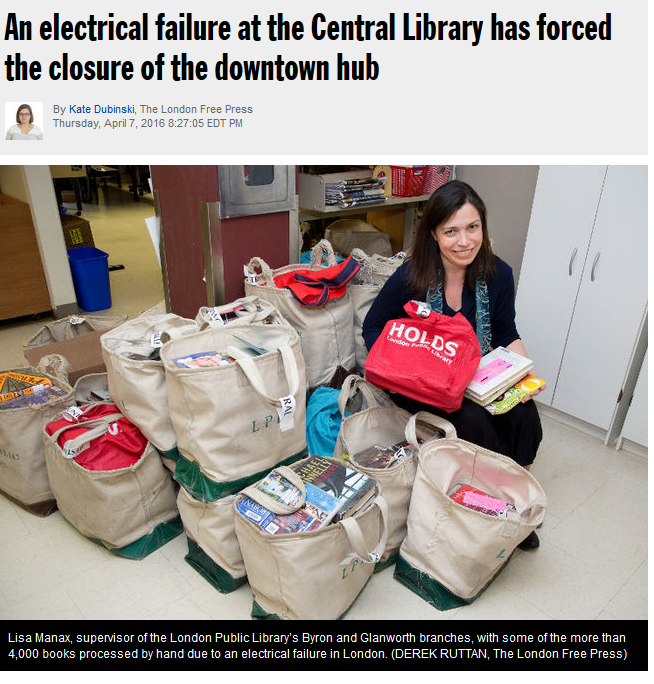 An electrical failure at the Central Library has forced
the closure of the downtown hub
By Kate Dubinski, The London Free Press
Thursday, April 7, 2016 8:27:05 EDT PM
HOLDS
London Public Library
LPL
Lisa Manax, supervisor of the London Public Library's Byron and Glanworth branches, with some of the more than
4,000 books processed by hand due to an electrical failure in London. (DEREK RUTTAN, The London Free Press)